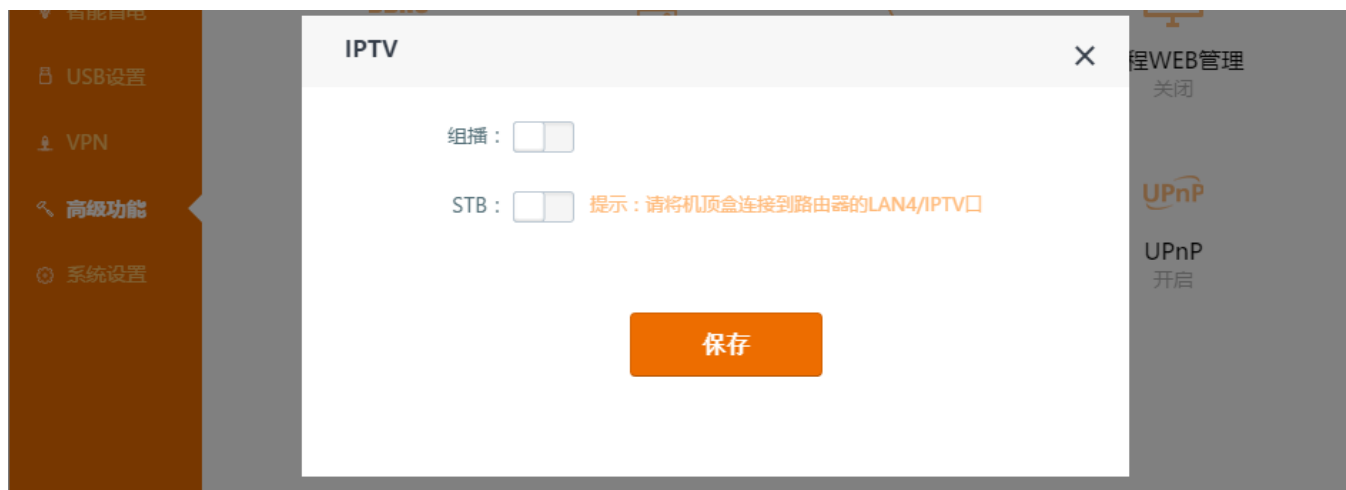 IPTV
组播：
STB：
提示：请将机顶盒连接到路由器的LAN4/IPTV口
保存
USB设置
VPN
高级功能
系统设置
程WEB管理
关闭
UPnP
UPnP
开启